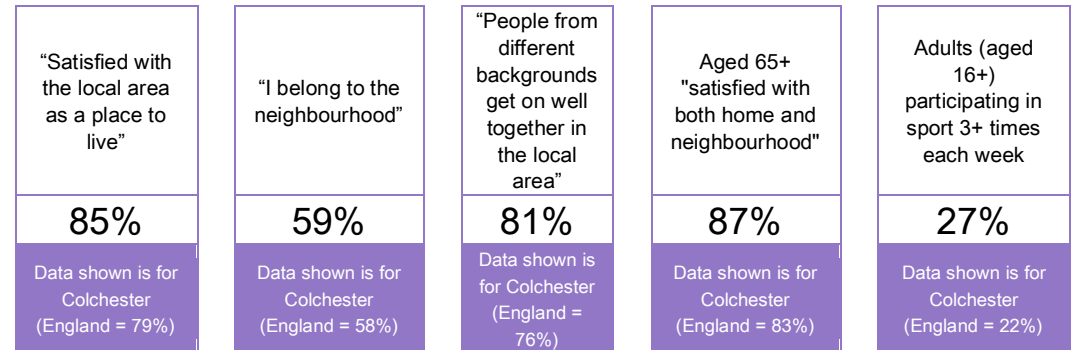 “Satisfied with
the local area
as a place to
live”
85%
Data shown is for
Colchester
(England = 79%)
“I belong to the
neighbourhood”
59%
Data shown is for
Colchester
(England = 58%)
“People from
different
backgrounds
get on well
together in
the local
area”
81%
Data shown is
for Colchester
(England =
76%)
Aged 65+
"satisfied with
both home and
neighbourhood"
87%
Data shown is for
Colchester
(England = 83%)
Adults (aged
16+)
participating in
sport 3+ times
each week
27%
Data shown is for
Colchester
(England = 22%)